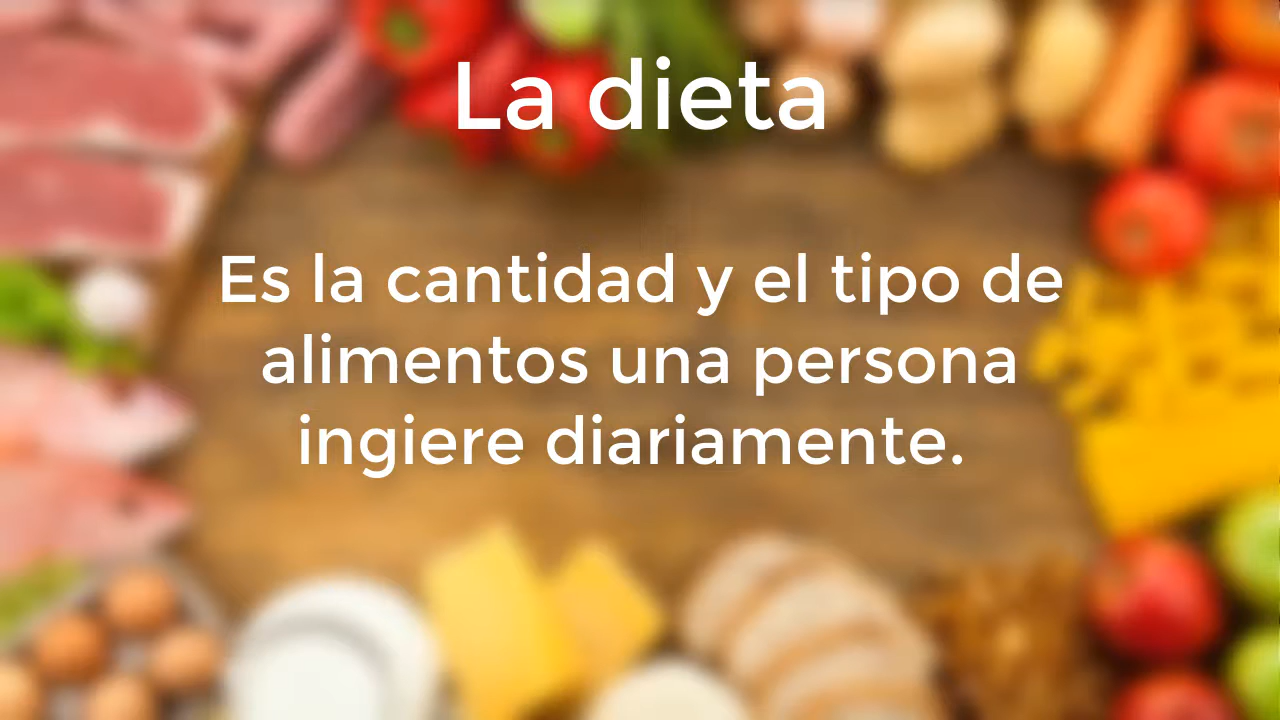 La dieta
Es la cantidad y el tipo de
alimentos una persona
ingiere diariamente.